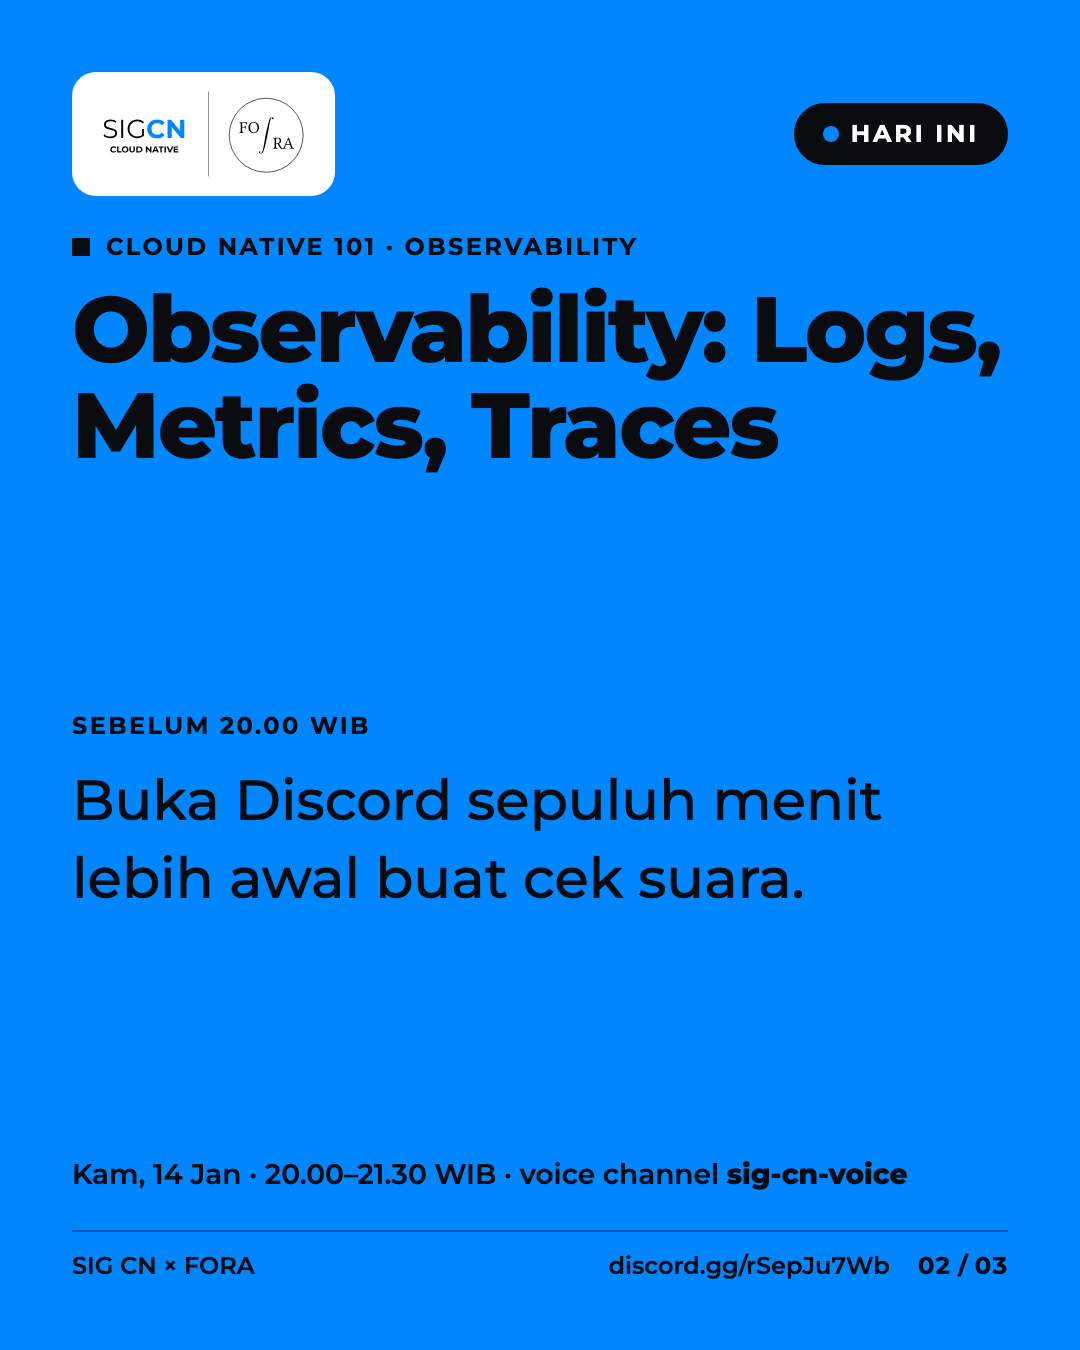 SIGCN
CLOUD NATIVE
FO RA
HARI INI
CLOUD NATIVE 101 · OBSERVABILITY
Observability: Logs,
Metrics, Traces
SEBELUM 20.00 WIB
Buka Discord sepuluh menit
lebih awal buat cek suara.
Kam, 14 Jan · 20.00–21.30 WIB · voice channel sig-cn-voice
SIG CN × FORA
discord.gg/rSepJu7Wb 02 / 03